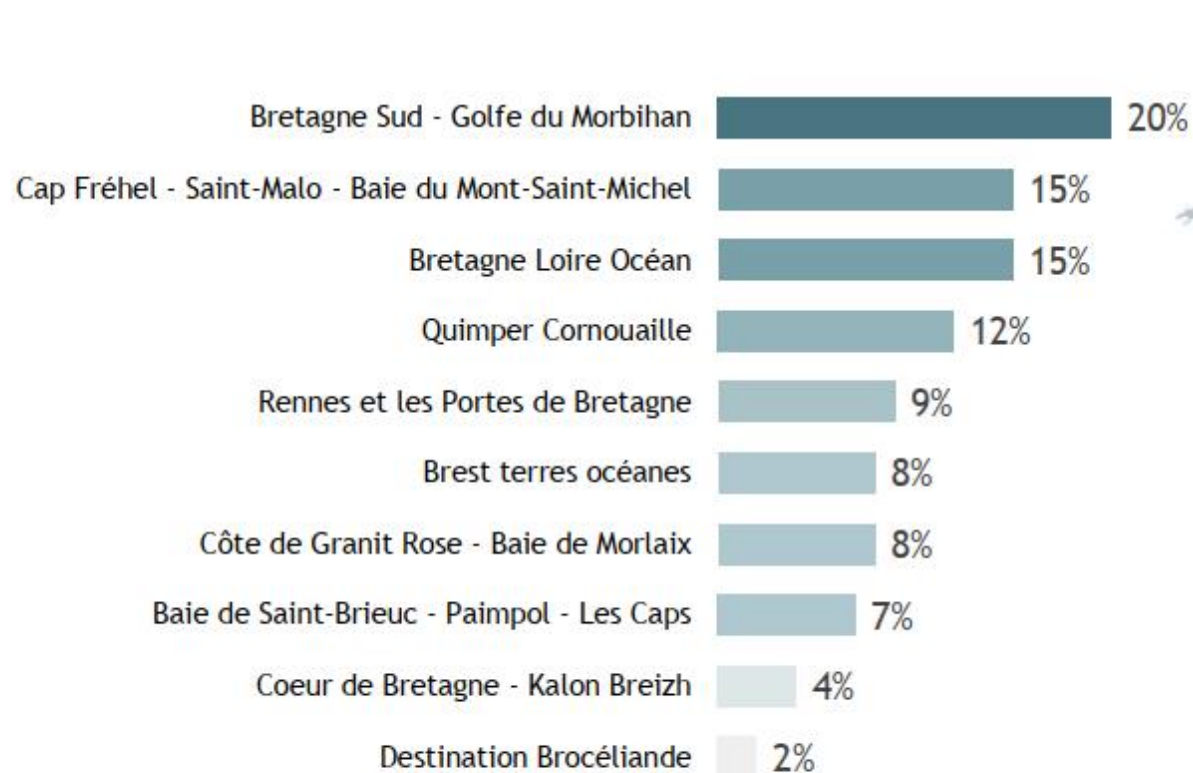 Bretagne Sud - Golfe du Morbihan 20%
Cap Fréhel - Saint-Malo - Baie du Mont-Saint-Michel 15%
Bretagne Loire Océan 15%
Quimper Cornouaille 12%
Rennes et les Portes de Bretagne 9%
Brest terres océanes 8%
Côte de Granit Rose - Baie de Morlaix 8%
Baie de Saint-Brieuc - Paimpol - Les Caps 7%
Coeur de Bretagne - Kalon Breizh 4%
Destination Brocéliande 2%